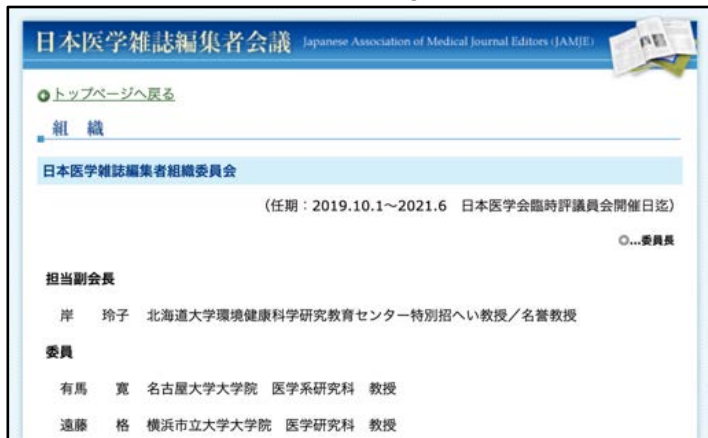 日本医学雑誌編集者会議 Japanese Association of Medical Journal Editors (JAMJE)
トップページへ戻る
組 織
日本医学雑誌編集者組織委員会
(任期：2019.10.1~2021.6 日本医学会臨時評議員会開催日迄)
◎…委員長
担当副会長
岸 玲子 北海道大学環境健康科学研究教育センター特別招へい教授／名誉教授
委員
有馬 寛 名古屋大学大学院 医学系研究科 教授
遠藤 格 横浜市立大学大学院 医学研究科 教授